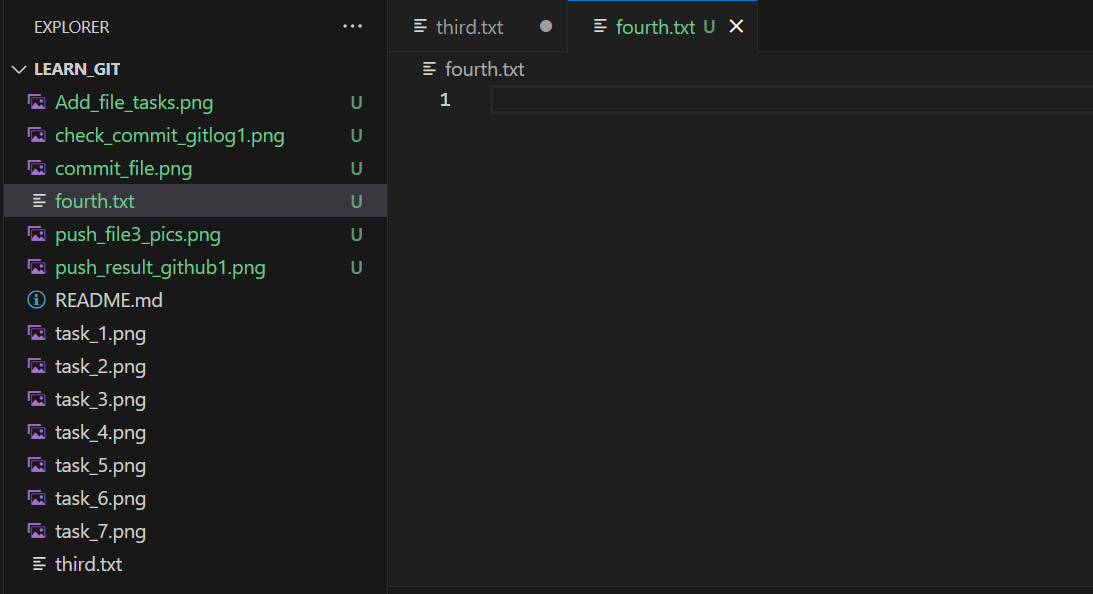 EXPLORER ...
LEARN_GIT
Add_file_tasks.png U
check_commit_gitlog1.png U
commit_file.png U
fourth.txt U
push_file3_pics.png U
push_result_github1.png U
README.md
task_1.png
task_2.png
task_3.png
task_4.png
task_5.png
task_6.png
task_7.png
third.txt
third.txt
fourth.txt U
fourth.txt
1